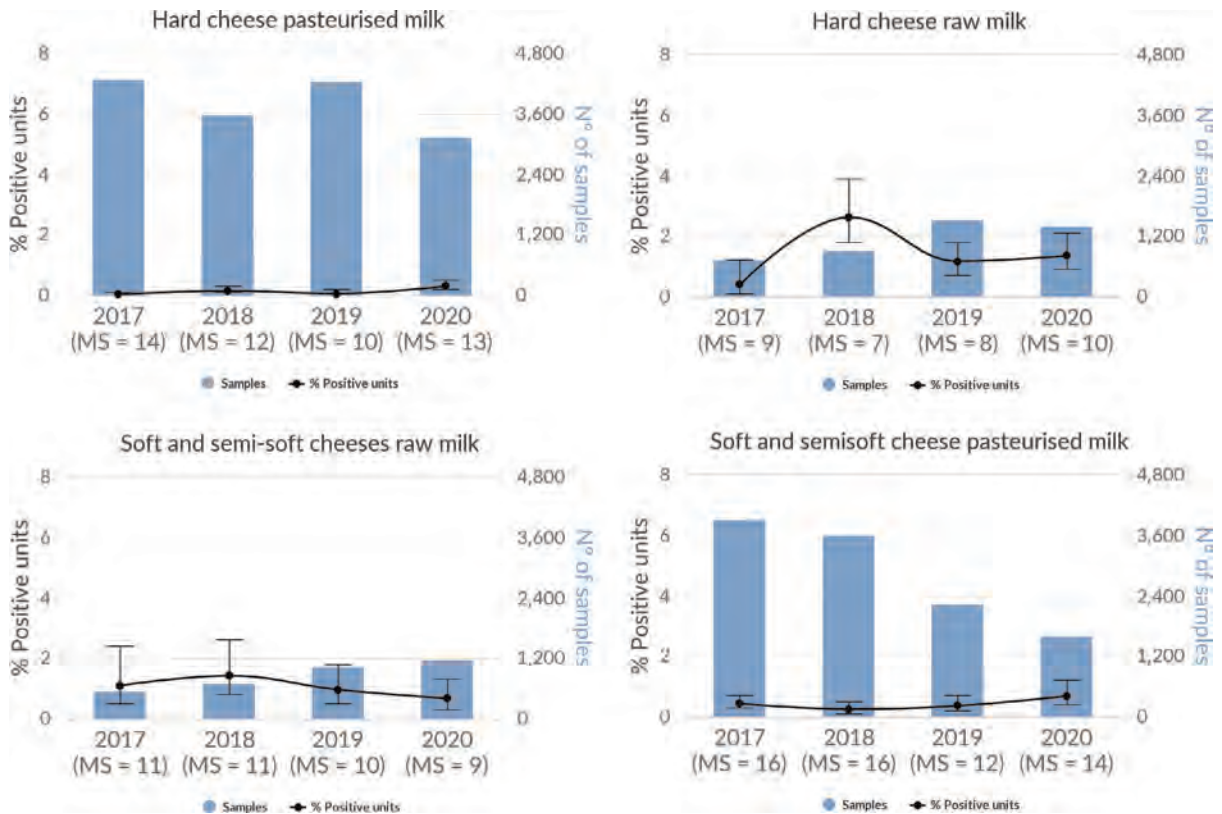 Hard cheese pasteurised milk
% Positive units
8
6
4
2
0
4,800
3,600
2,400
1,200
0
N° of samples
2017 2018 2019 2020
(MS = 14) (MS = 12) (MS = 10) (MS = 13)
Samples % Positive units
Hard cheese raw milk
% Positive units
8
6
4
2
0
4,800
3,600
2,400
1,200
0
N° of samples
2017 2018 2019 2020
(MS = 9) (MS = 7) (MS = 8) (MS = 10)
Samples % Positive units
Soft and semi-soft cheeses raw milk
% Positive units
8
6
4
2
0
4,800
3,600
2,400
1,200
0
N° of samples
2017 2018 2019 2020
(MS = 11) (MS = 11) (MS = 10) (MS = 9)
Samples % Positive units
Soft and semisoft cheese pasteurised milk
% Positive units
8
6
4
2
0
4,800
3,600
2,400
1,200
0
N° of samples
2017 2018 2019 2020
(MS = 16) (MS = 16) (MS = 12) (MS = 14)
Samples % Positive units